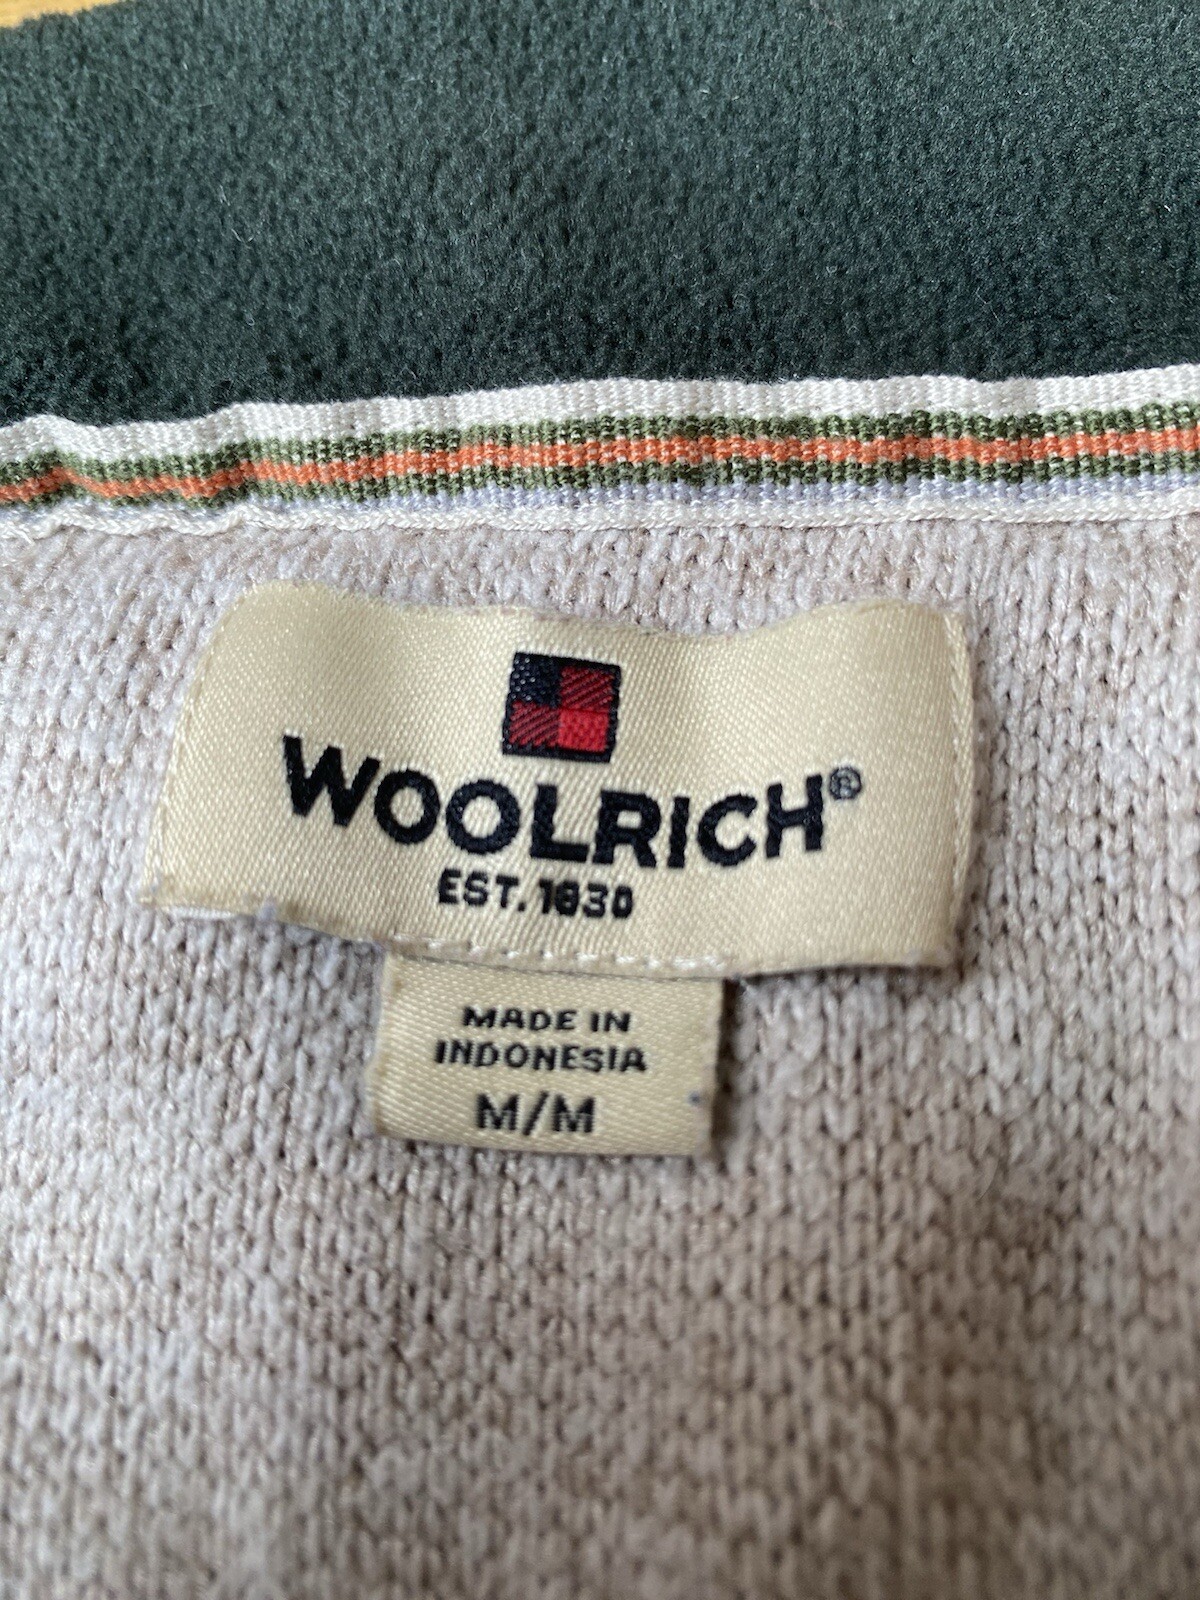 WOOLRICH®
EST. 1830
MADE IN
INDONESIA
M/M